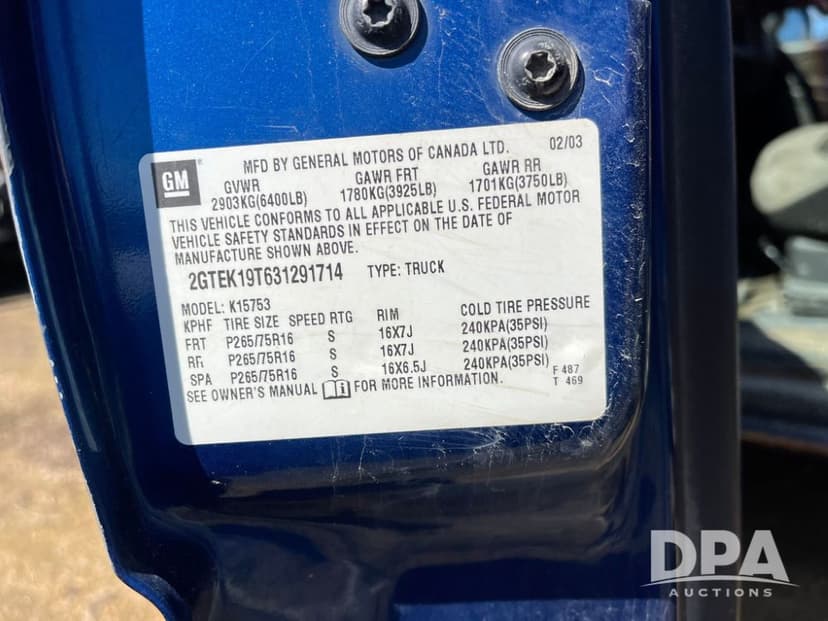 GM
MFD BY GENERAL MOTORS OF CANADA LTD. 02/03
GVWR GAWR FRT GAWR RR
2903KG(6400LB) 1780KG(3925LB) 1701KG(3750LB)
THIS VEHICLE CONFORMS TO ALL APPLICABLE U.S. FEDERAL MOTOR
VEHICLE SAFETY STANDARDS IN EFFECT ON THE DATE OF
MANUFACTURE SHOWN ABOVE.
2GTEK19T631291714 TYPE: TRUCK
MODEL: K15753
KPHF TIRE SIZE SPEED RTG RIM COLD TIRE PRESSURE
FRT P265/75R16 S 16X7J 240KPA(35PSI)
RR P265/75R16 S 16X7J 240KPA(35PSI)
SPA P265/75R16 S 16X6.5J 240KPA(35PSI)
SEE OWNER'S MANUAL FOR MORE INFORMATION.
F 487
T 469
DPA
AUCTIONS